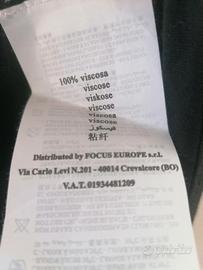 100% viscosa
viscose
viskose
viscose
viscosa
viscose
فيسكوز
粘纤
Distributed by FOCUS EUROPE s.r.l.
Via Carlo Levi N.201 - 40014 Crevalcore (BO)
V.A.T. 01934481209